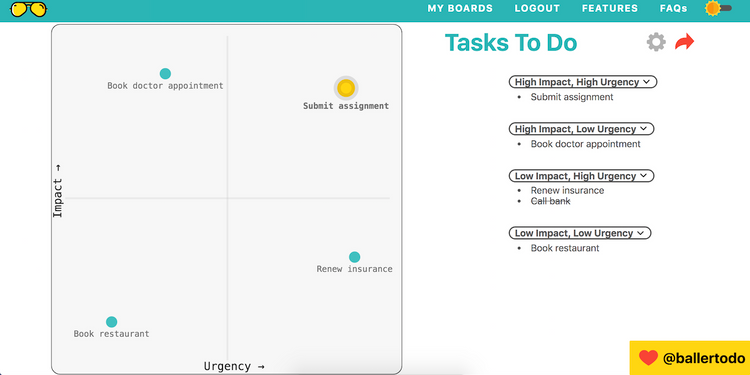 MY BOARDS
LOGOUT
FEATURES
FAQs
Book doctor appointment
Submit assignment
Impact →
Renew insurance
Book restaurant
Urgency →
Tasks To Do
High Impact, High Urgency
• Submit assignment
High Impact, Low Urgency
• Book doctor appointment
Low Impact, High Urgency
• Renew insurance
• Call bank
Low Impact, Low Urgency
• Book restaurant
@ballertodo